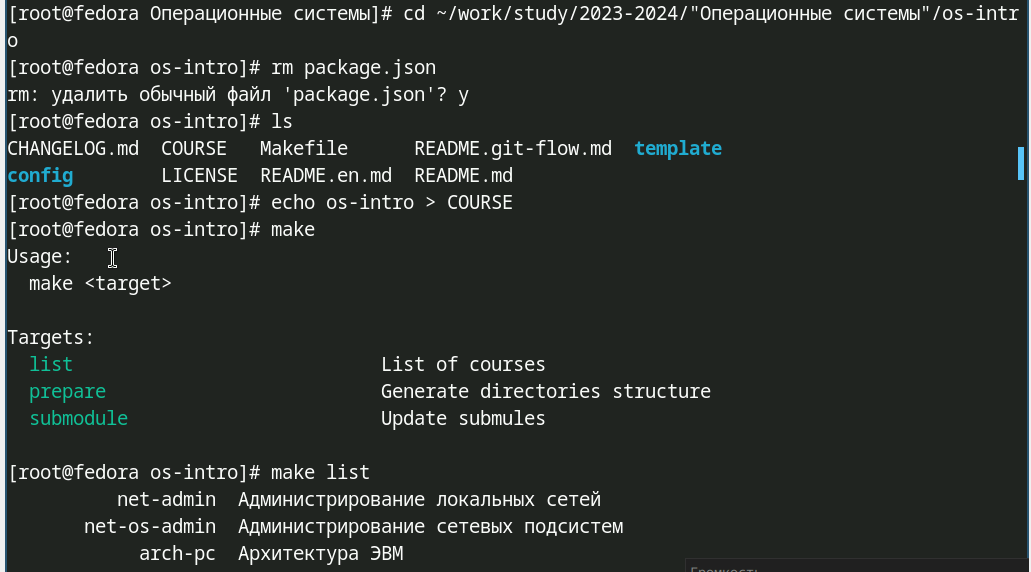 [root@fedora Операционные системы]# cd ~/work/study/2023-2024/"Операционные системы"/os-intr
o
[root@fedora os-intro]# rm package.json
rm: удалить обычный файл 'package.json'? y
[root@fedora os-intro]# ls
CHANGELOG.md  COURSE   Makefile      README.git-flow.md  template
config        LICENSE  README.en.md  README.md
[root@fedora os-intro]# echo os-intro > COURSE
[root@fedora os-intro]# make
Usage:
  make <target>

Targets:
  list                            List of courses
  prepare                         Generate directories structure
  submodule                       Update submules

[root@fedora os-intro]# make list
          net-admin  Администрирование локальных сетей
       net-os-admin  Администрирование сетевых подсистем
            arch-pc  Архитектура ЭВМ